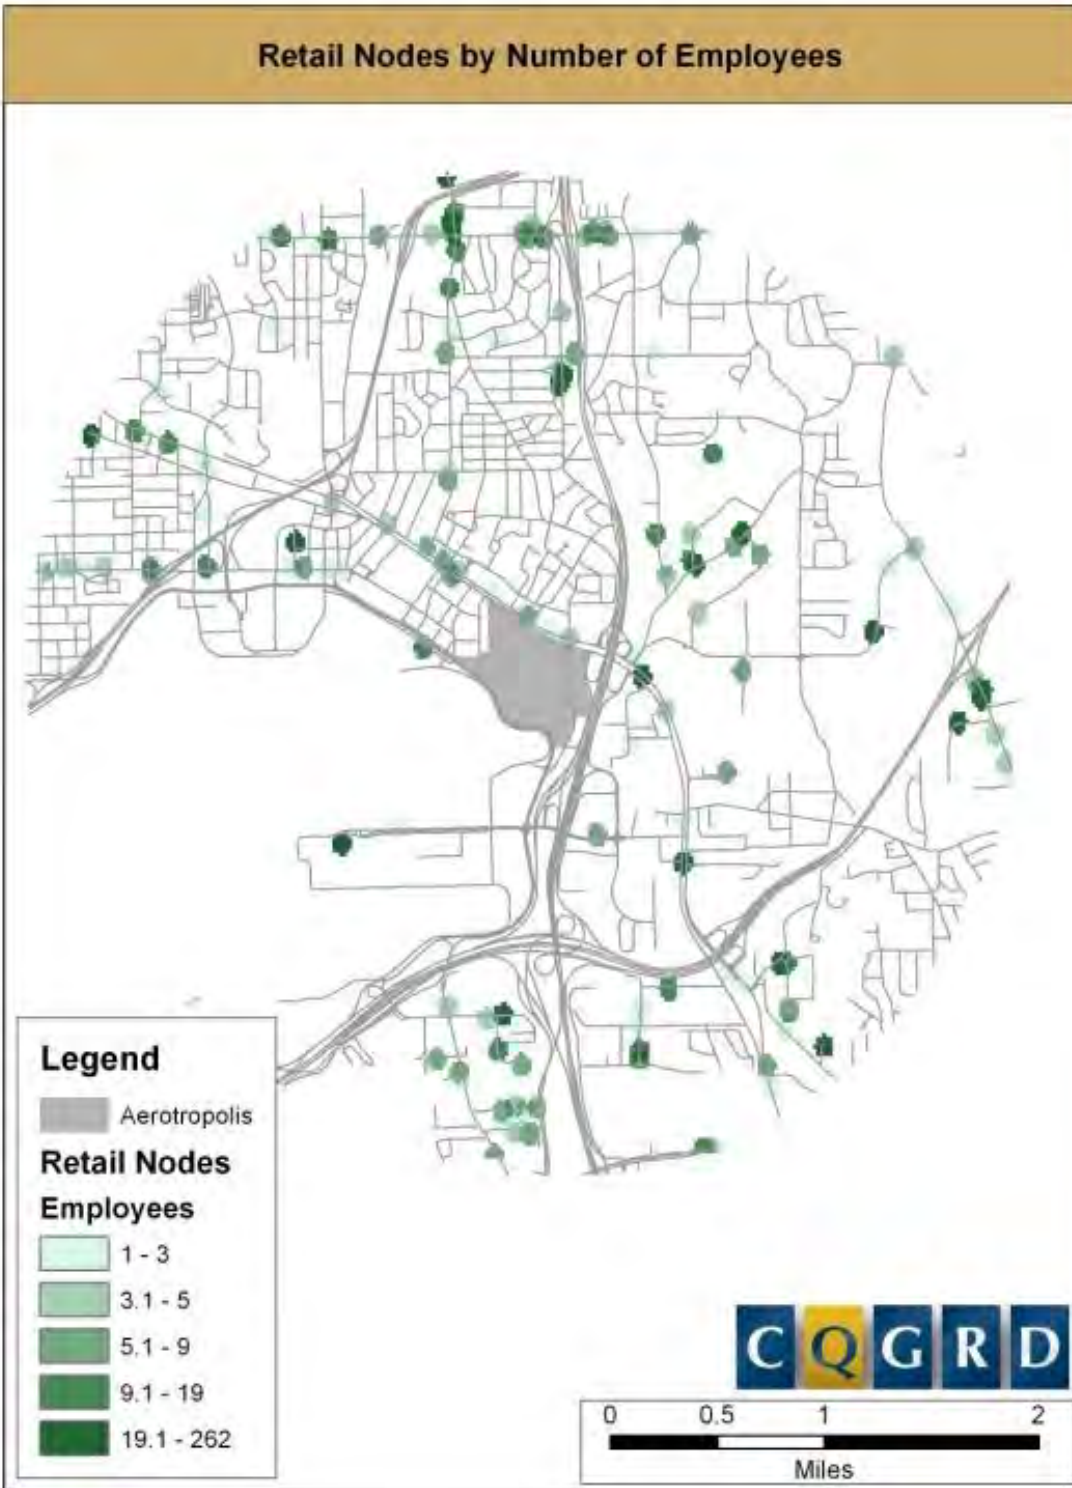 Retail Nodes by Number of Employees
Legend
Aerotropolis
Retail Nodes
Employees
1 - 3
3.1 - 5
5.1 - 9
9.1 - 19
19.1 - 262
CQGRD
0 0.5 1 2
Miles